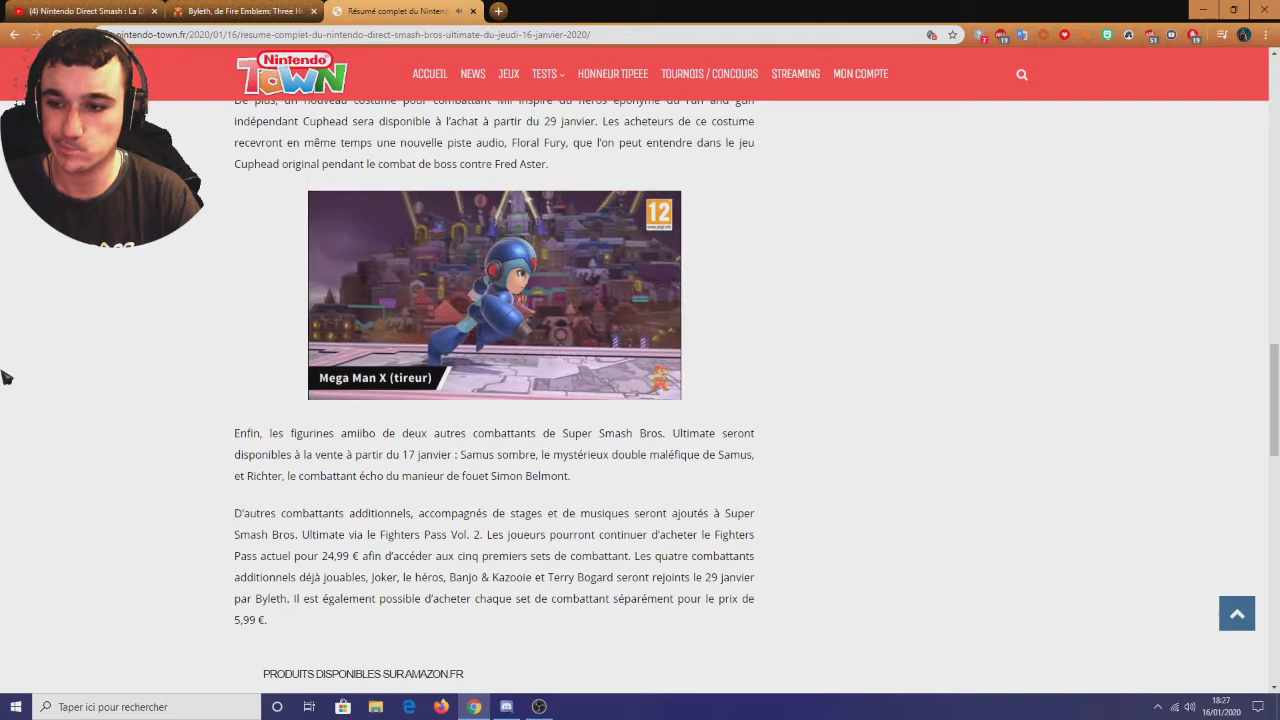 (4) Nintendo Direct Smash : La D
Byleth, de Fire Emblem: Three H
Résumé complet du Ninten
nintendo-town.fr/2020/01/16/resume-complet-du-nintendo-direct-smash-bros-ultimate-du-jeudi-16-janvier-2020/
Nintendo
TOWN
ACCUEIL NEWS JEUX TESTS HONNEUR TIPEEE TOURNOIS / CONCOURS STREAMING MON COMPTE
De plus, un nouveau costume pour combattant Mii inspiré du héros éponyme du run and gun
indépendant Cuphead sera disponible à l'achat à partir du 29 janvier. Les acheteurs de ce costume
recevront en même temps une nouvelle piste audio, Floral Fury, que l'on peut entendre dans le jeu
Cuphead original pendant le combat de boss contre Fred Aster.
12
Mega Man X (tireur)
Enfin, les figurines amiibo de deux autres combattants de Super Smash Bros. Ultimate seront
disponibles à la vente à partir du 17 janvier : Samus sombre, le mystérieux double maléfique de Samus,
et Richter, le combattant écho du manieur de fouet Simon Belmont.
D'autres combattants additionnels, accompagnés de stages et de musiques seront ajoutés à Super
Smash Bros. Ultimate via le Fighters Pass Vol. 2. Les joueurs pourront continuer d'acheter le Fighters
Pass actuel pour 24,99 € afin d'accéder aux cinq premiers sets de combattant. Les quatre combattants
additionnels déjà jouables, Joker, le héros, Banjo & Kazooie et Terry Bogard seront rejoints le 29 janvier
par Byleth. Il est également possible d'acheter chaque set de combattant séparément pour le prix de
5,99 €.
PRODUITS DISPONIBLES SUR AMAZON.FR
Taper ici pour rechercher
18:27
16/01/2020